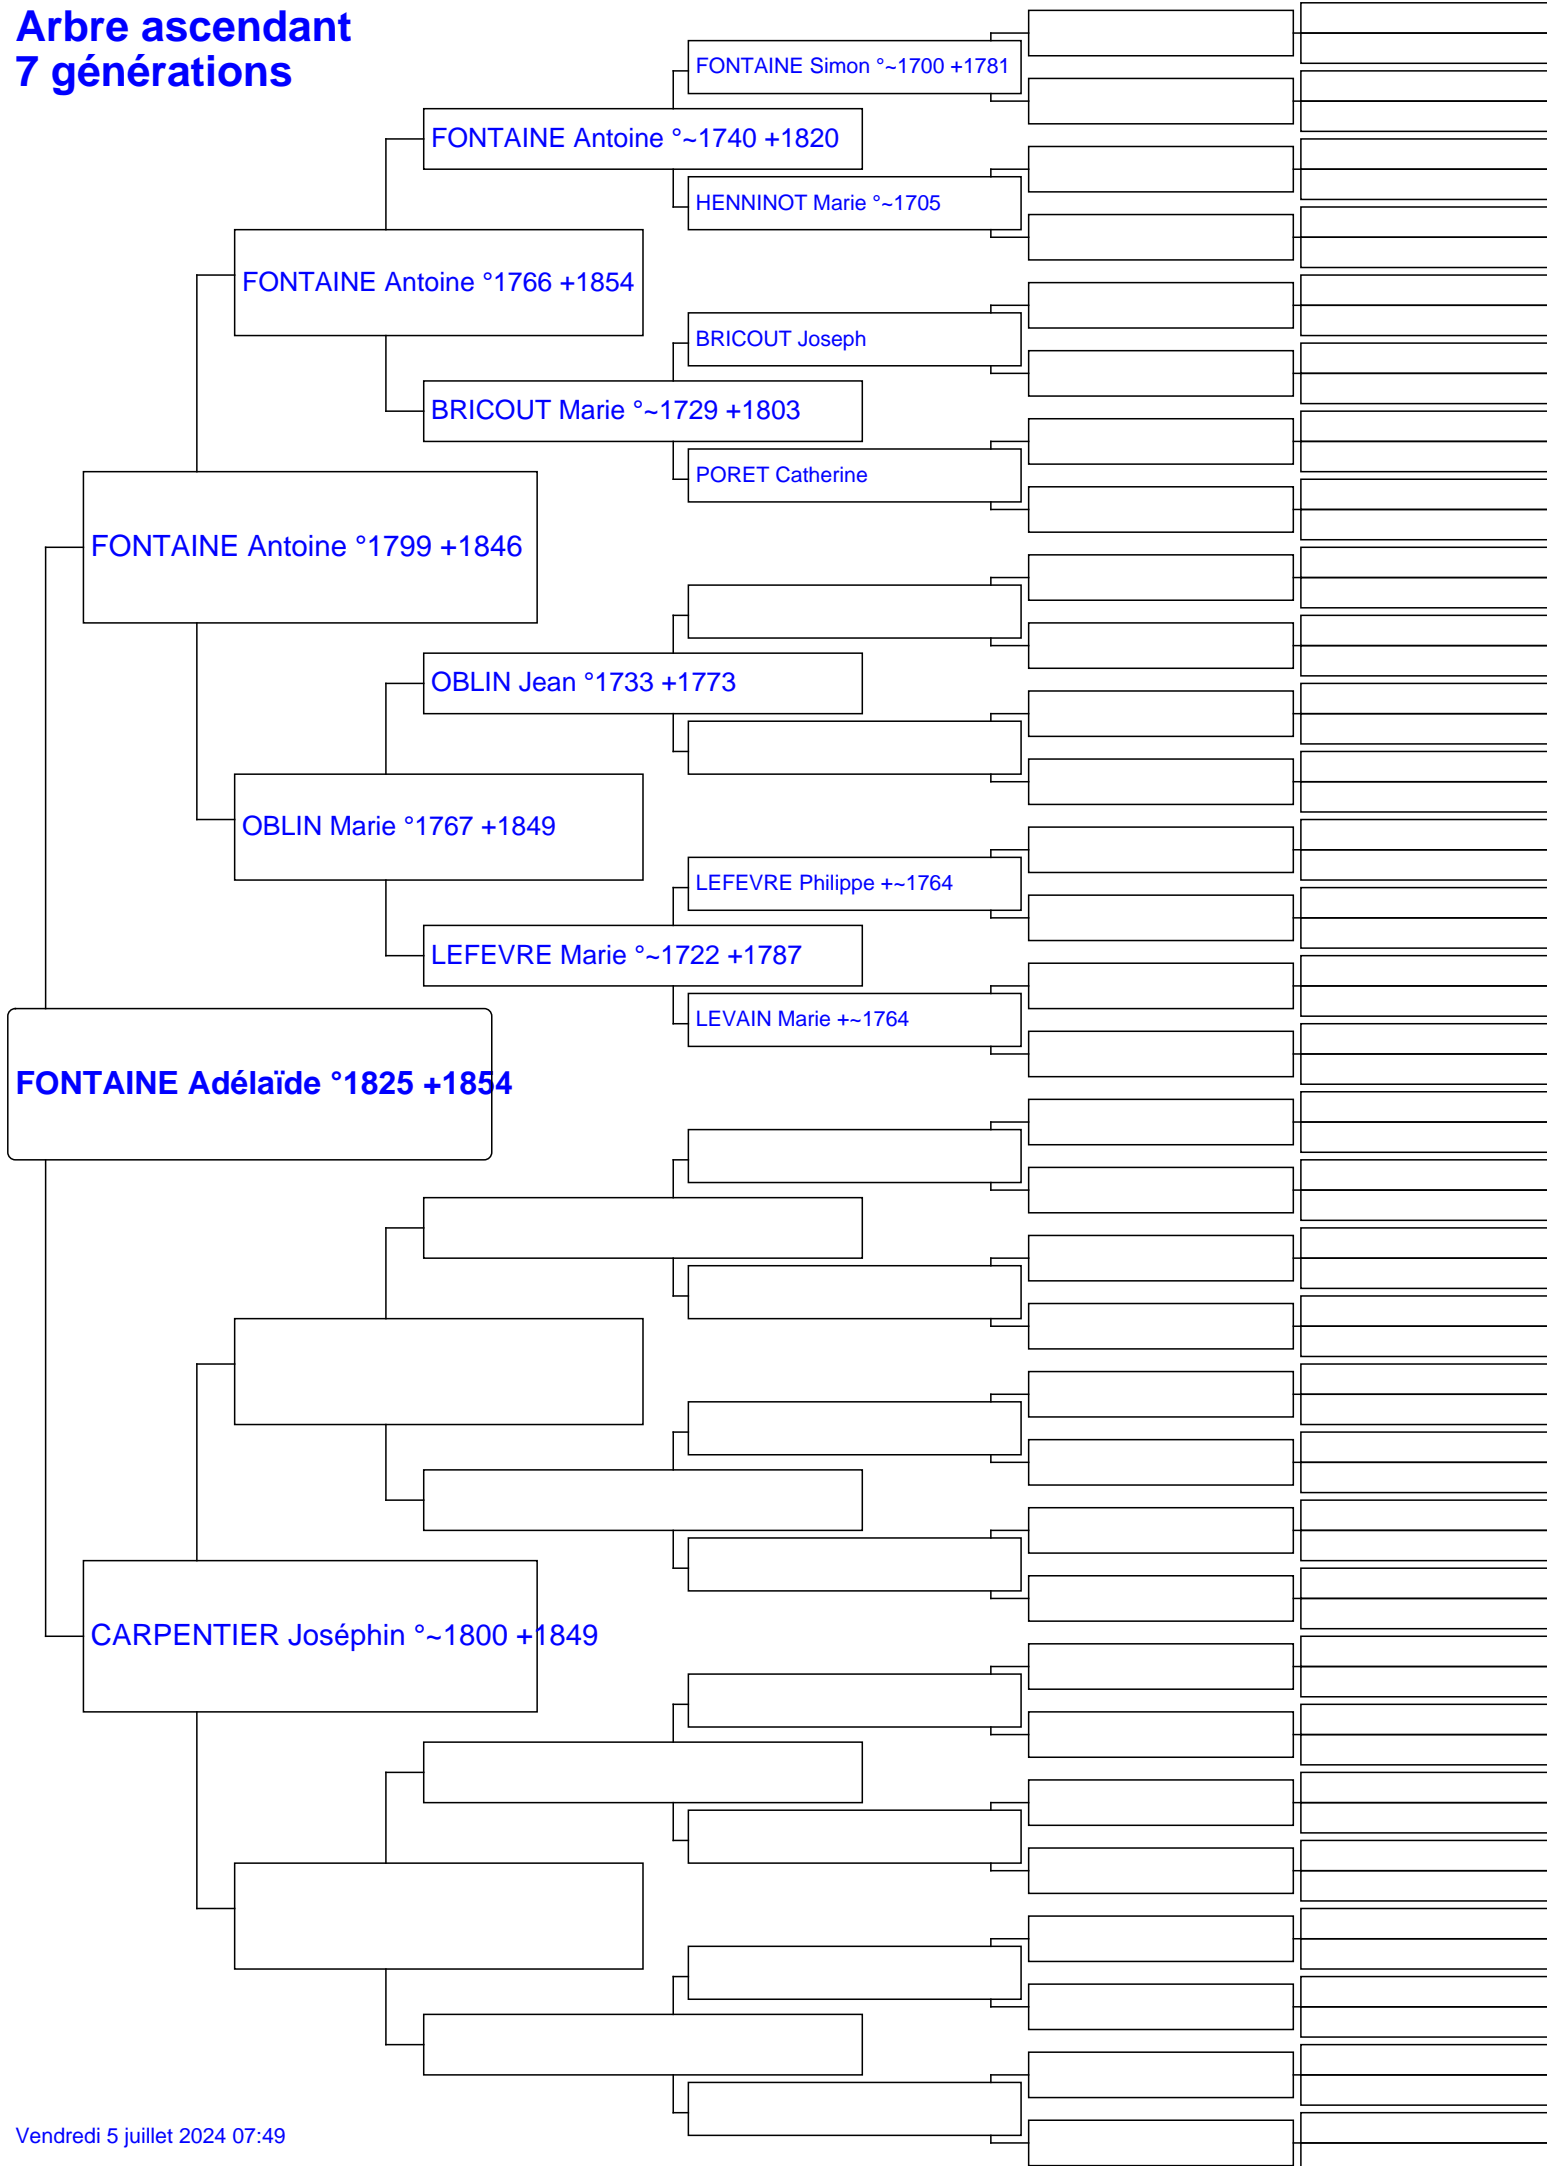 Arbre ascendant
7 générations
FONTAINE Simon °~1700 +1781
FONTAINE Antoine °~1740 +1820
HENNINOT Marie °~1705
FONTAINE Antoine °1766 +1854
BRICOUT Joseph
BRICOUT Marie °~1729 +1803
PORET Catherine
FONTAINE Antoine °1799 +1846
OBLIN Jean °1733 +1773
OBLIN Marie °1767 +1849
LEFEVRE Philippe +~1764
LEFEVRE Marie °~1722 +1787
LEVAIN Marie +~1764
FONTAINE Adélaïde °1825 +1854
CARPENTIER Joséphin °~1800 +1849
Vendredi 5 juillet 2024 07:49